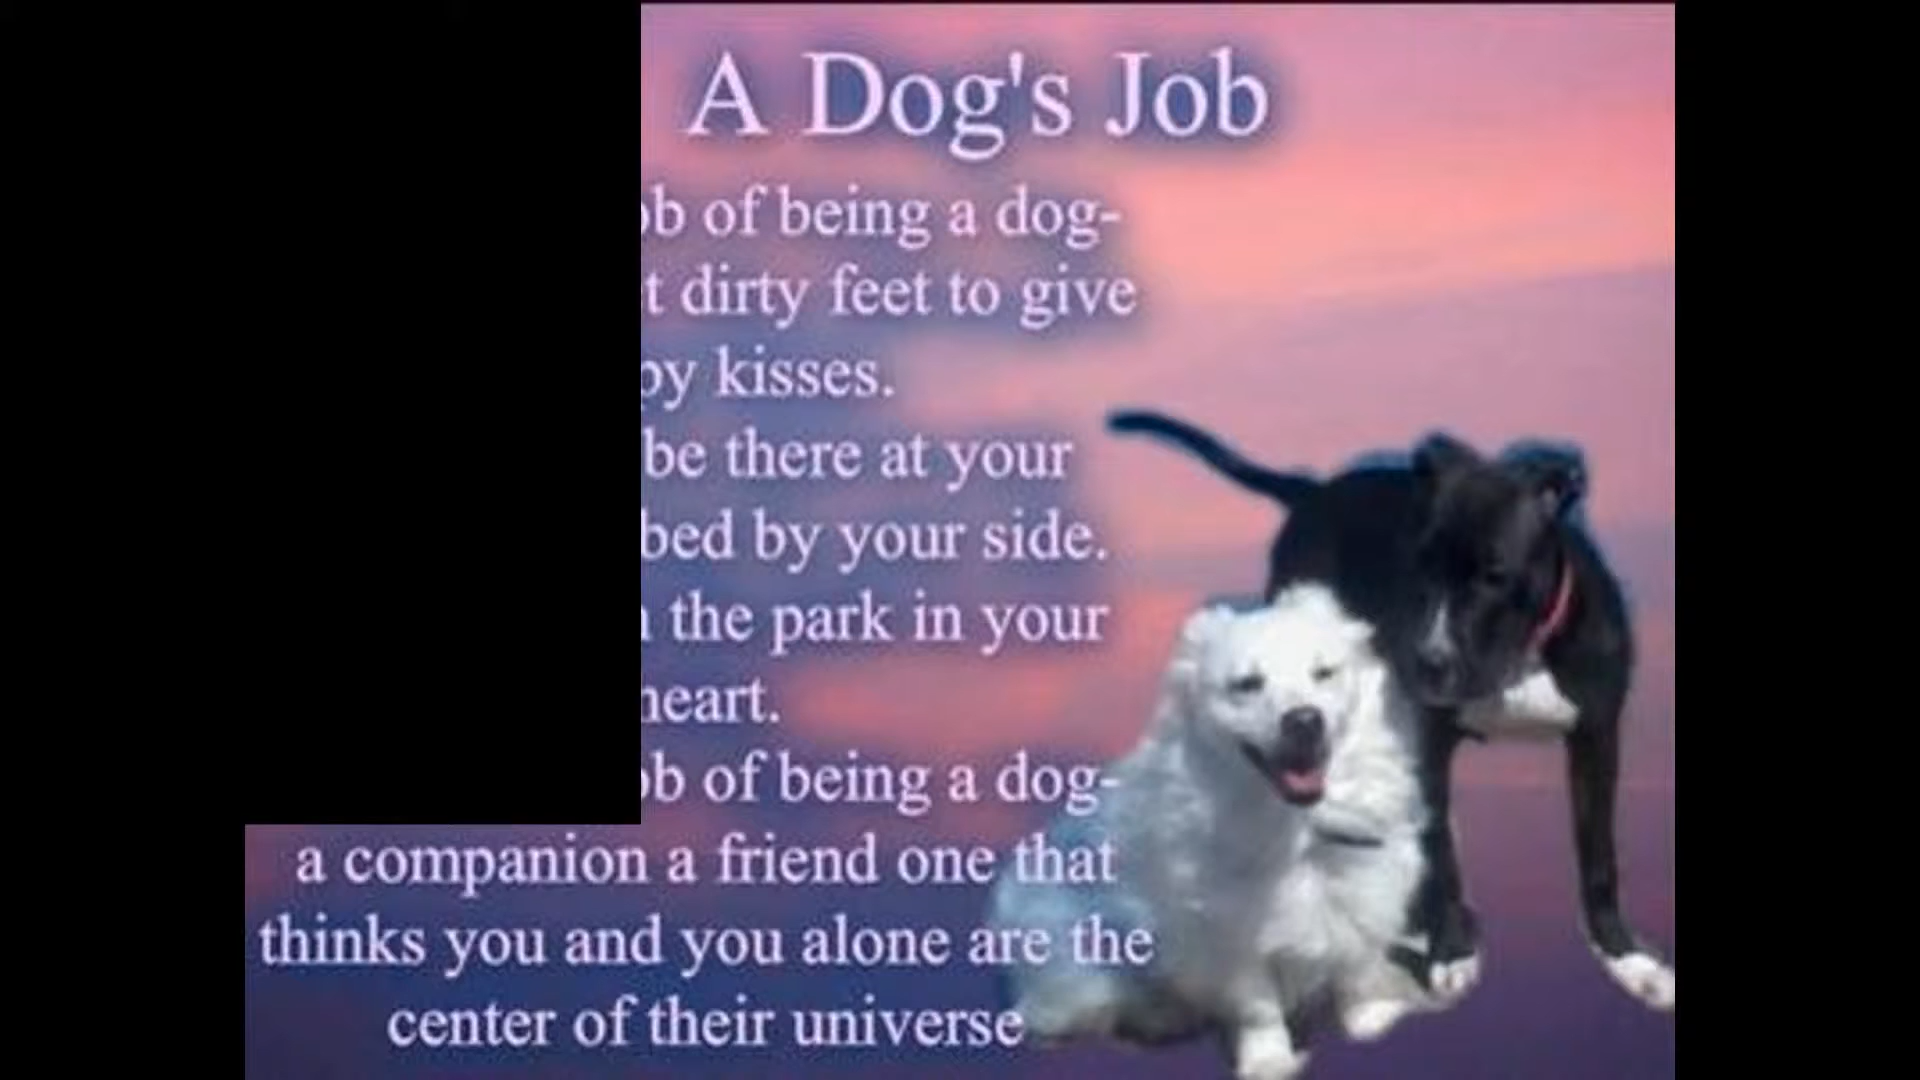 A Dog's Job
of being a dog-
dirty feet to give
kisses.
be there at your
bed by your side.
the park in your
heart.
of being a dog-
a companion a friend one that
thinks you and you alone are the
center of their universe